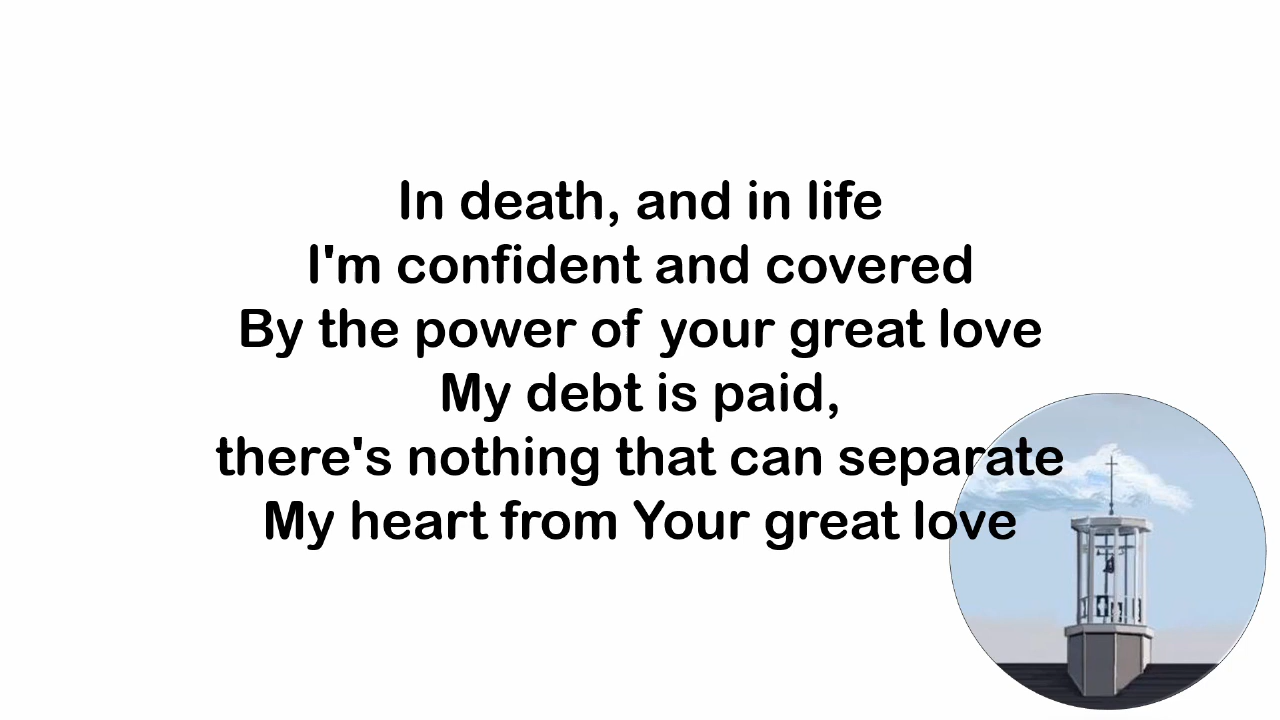 In death, and in life
I'm confident and covered
By the power of your great love
My debt is paid,
there's nothing that can separate
My heart from Your great love